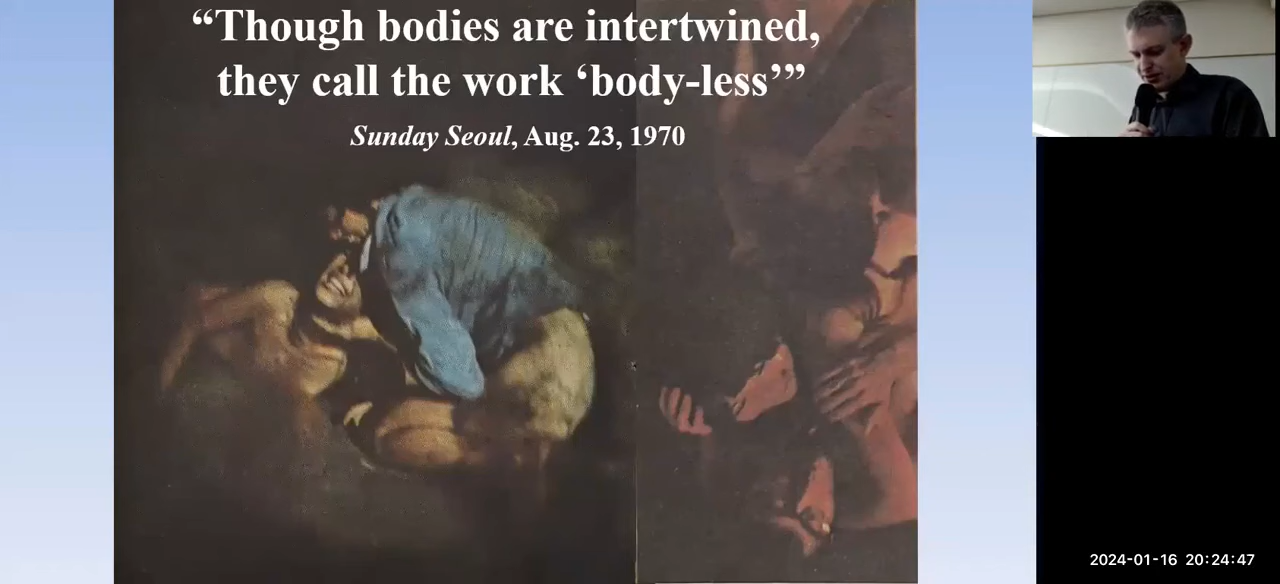 “Though bodies are intertwined,
they call the work ‘body-less’”
Sunday Seoul, Aug. 23, 1970
2024-01-16 20:24:47